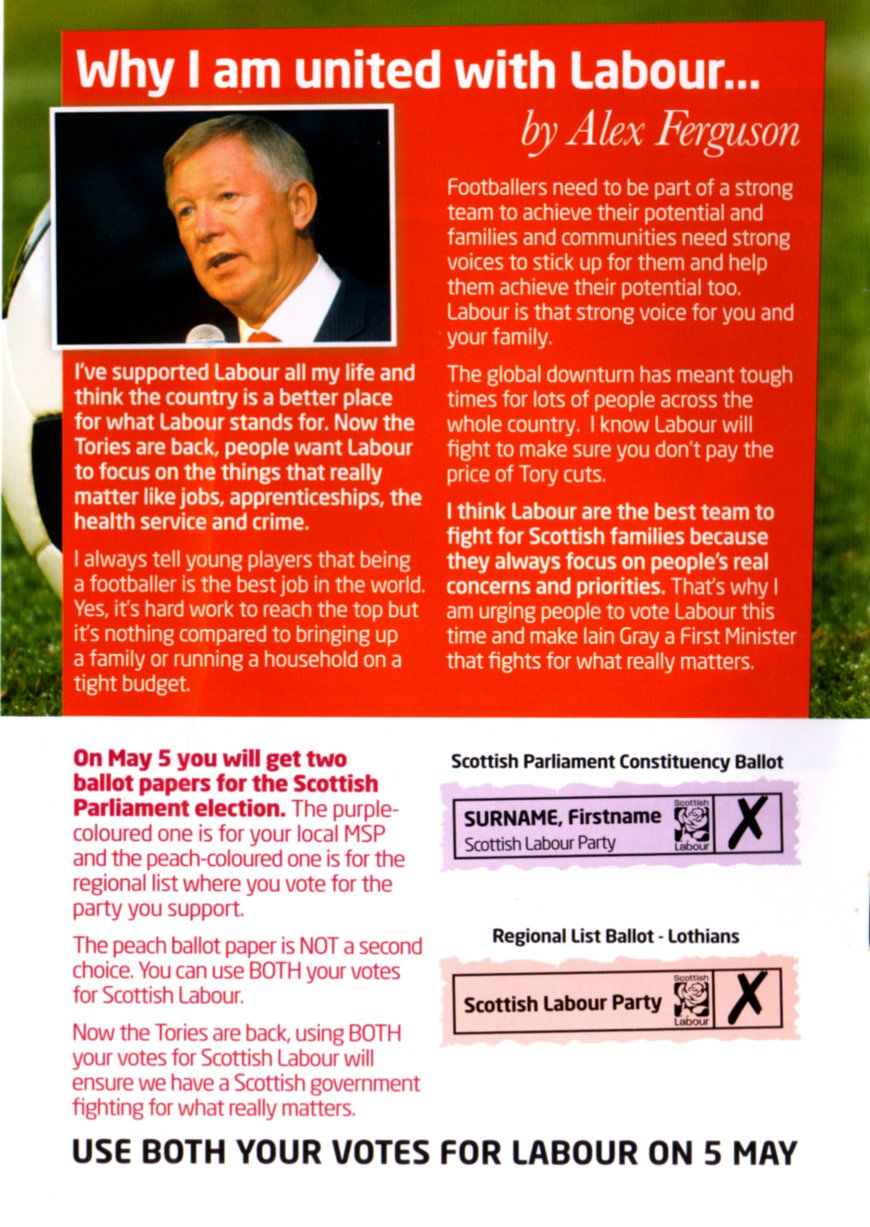 Why I am united with Labour...
by Alex Ferguson
I've supported Labour all my life and
think the country is a better place
for what Labour stands for. Now the
Tories are back, people want Labour
to focus on the things that really
matter like jobs, apprenticeships, the
health service and crime.
I always tell young players that being
a footballer is the best job in the world.
Yes, it's hard work to reach the top but
it's nothing compared to bringing up
a family or running a household on a
tight budget.
Footballers need to be part of a strong
team to achieve their potential and
families and communities need strong
voices to stick up for them and help
them achieve their potential too.
Labour is that strong voice for you and
your family.
The global downturn has meant tough
times for lots of people across the
whole country. I know Labour will
fight to make sure you don't pay the
price of Tory cuts.
I think Labour are the best team to
fight for Scottish families because
they always focus on people's real
concerns and priorities. That's why I
am urging people to vote Labour this
time and make Iain Gray a First Minister
that fights for what really matters.
On May 5 you will get two
ballot papers for the Scottish
Parliament election. The purple-
coloured one is for your local MSP
and the peach-coloured one is for the
regional list where you vote for the
party you support.
The peach ballot paper is NOT a second
choice. You can use BOTH your votes
for Scottish Labour.
Now the Tories are back, using BOTH
your votes for Scottish Labour will
ensure we have a Scottish government
fighting for what really matters.
Scottish Parliament Constituency Ballot
SURNAME, Firstname
Scottish Labour Party
Scottish
Labour
X
Regional List Ballot - Lothians
Scottish Labour Party
Scottish
Labour
X
USE BOTH YOUR VOTES FOR LABOUR ON 5 MAY